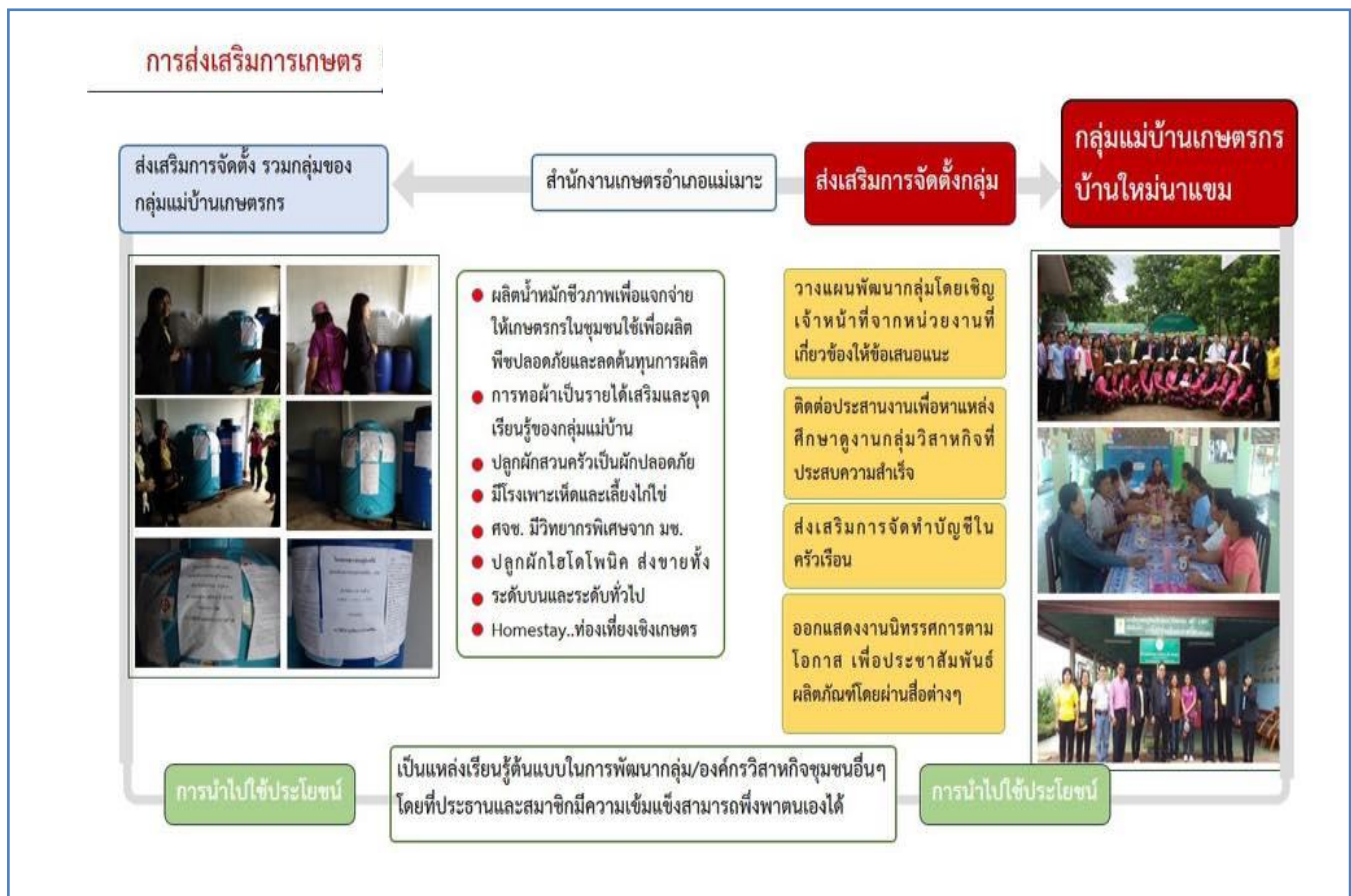 การส่งเสริมการเกษตร
ส่งเสริมการจัดตั้ง รวมกลุ่มของ
กลุ่มแม่บ้านเกษตรกร
สำนักงานเกษตรอำเภอแม่เมาะ
ส่งเสริมการจัดตั้งกลุ่ม
กลุ่มแม่บ้านเกษตรกร
บ้านใหม่นาแขม
ผลิตน้ำหมักชีวภาพเพื่อแจกจ่าย
ให้เกษตรกรในชุมชนใช้เพื่อผลิต
พืชปลอดภัยและลดต้นทุนการผลิต
การทอผ้าเป็นรายได้เสริมและจุด
เรียนรู้ของกลุ่มแม่บ้าน
ปลูกผักสวนครัวเป็นผักปลอดภัย
มีโรงเพาะเห็ดและเลี้ยงไก่ไข่
ศจช. มีวิทยากรพิเศษจาก มช.
ปลูกผักไฮโดโพนิค ส่งขายทั้ง
ระดับบนและระดับทั่วไป
Homestay..ท่องเที่ยงเชิงเกษตร
วางแผนพัฒนากลุ่มโดยเชิญ
เจ้าหน้าที่จากหน่วยงานที่
เกี่ยวข้องให้ข้อเสนอแนะ
ติดต่อประสานงานเพื่อหาแหล่ง
ศึกษาดูงานกลุ่มวิสาหกิจที่
ประสบความสำเร็จ
ส่งเสริมการจัดทำบัญชีใน
ครัวเรือน
ออกแสดงงานนิทรรศการตาม
โอกาส เพื่อประชาสัมพันธ์
ผลิตภัณฑ์โดยผ่านสื่อต่างๆ
การนำไปใช้ประโยชน์
เป็นแหล่งเรียนรู้ต้นแบบในการพัฒนากลุ่ม/องค์กรวิสาหกิจชุมชนอื่นๆ
โดยที่ประธานและสมาชิกมีความเข้มแข็งสามารถพึ่งพาตนเองได้
การนำไปใช้ประโยชน์